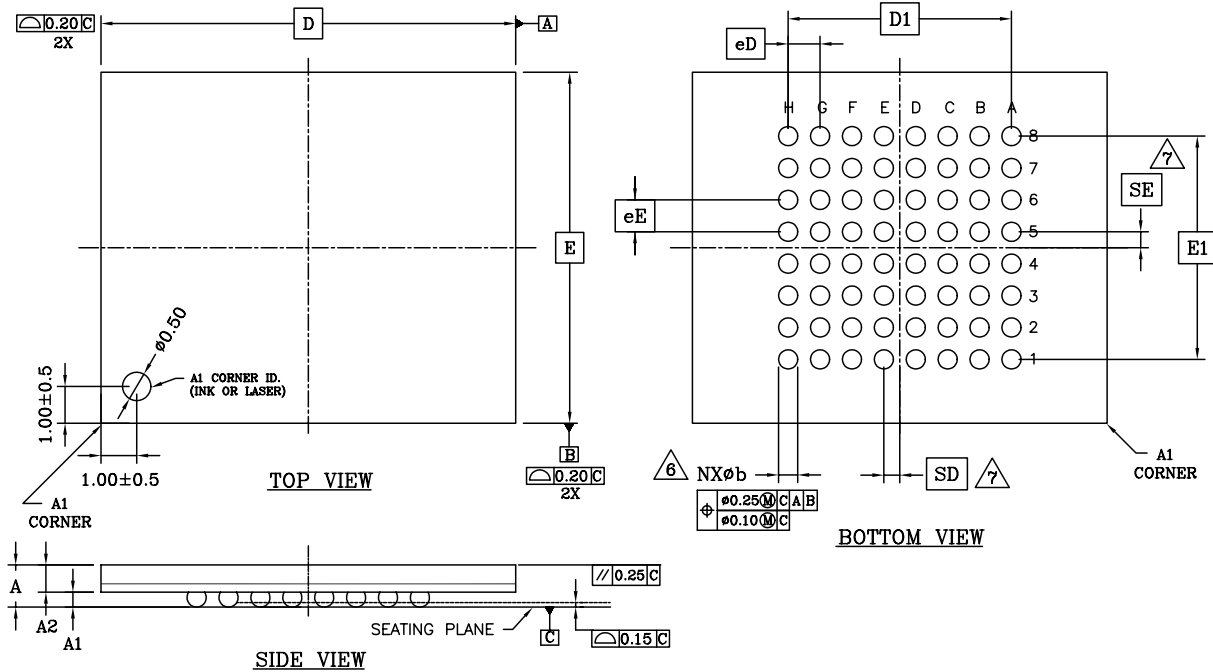 ⌓ 0.20 C
2X
D
A
E
B
⌓ 0.20 C
2X
ø0.50
A1 CORNER ID.
(INK OR LASER)
1.00±0.5
1.00±0.5
A1
CORNER
TOP VIEW
D1
eD
H G F E D C B A
8
7
6
5
4
3
2
1
7
SE
eE
E1
6
NXøb
⌖ ø0.25 Ⓜ C A B
ø0.10 Ⓜ C
SD
7
A1
CORNER
BOTTOM VIEW
A
A2
A1
// 0.25 C
SEATING PLANE
C
⌓ 0.15 C
SIDE VIEW